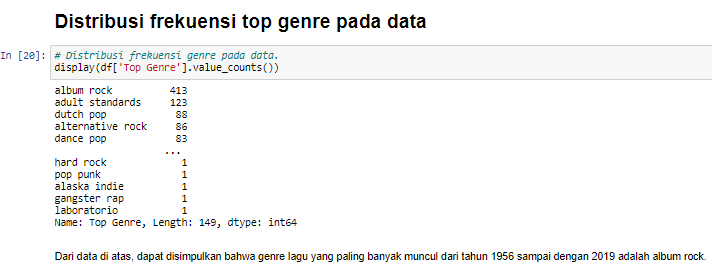 Distribusi frekuensi top genre pada data
In [20]: # Distribusi frekuensi genre pada data.
display(df['Top Genre'].value_counts())
album rock 413
adult standards 123
dutch pop 88
alternative rock 86
dance pop 83
...
hard rock 1
pop punk 1
alaska indie 1
gangster rap 1
laboratorio 1
Name: Top Genre, Length: 149, dtype: int64
Dari data di atas, dapat disimpulkan bahwa genre lagu yang paling banyak muncul dari tahun 1956 sampai dengan 2019 adalah album rock.